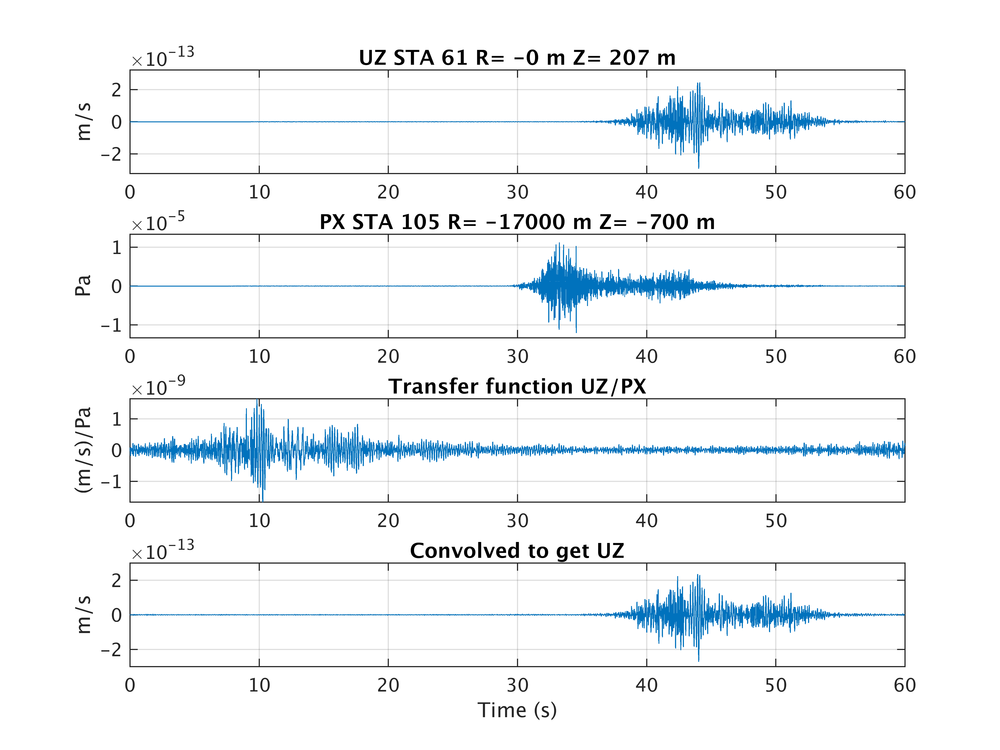 ×10⁻¹³
UZ STA 61 R= −0 m Z= 207 m
m/s
2
0
−2
0 10 20 30 40 50 60
×10⁻⁵
PX STA 105 R= −17000 m Z= −700 m
Pa
1
0
−1
0 10 20 30 40 50 60
×10⁻⁹
Transfer function UZ/PX
(m/s)/Pa
1
0
−1
0 10 20 30 40 50
×10⁻¹³
Convolved to get UZ
m/s
2
0
−2
0 10 20 30 40 50 60
Time (s)